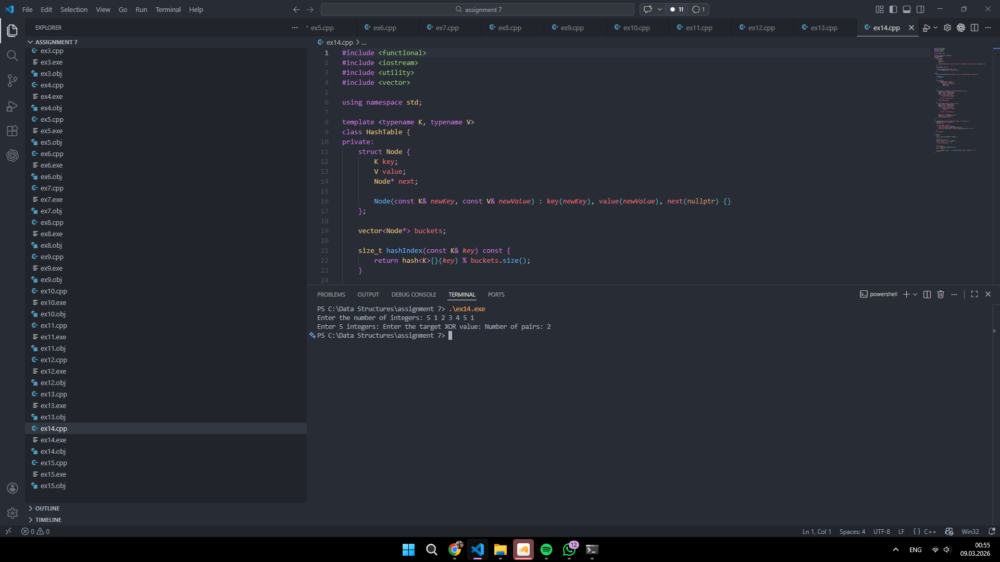 File Edit Selection View Go Run Terminal Help
assignment 7
11
1
EXPLORER
ASSIGNMENT 7
ex3.cpp
ex3.exe
ex3.obj
ex4.cpp
ex4.exe
ex4.obj
ex5.cpp
ex5.exe
ex5.obj
ex6.cpp
ex6.exe
ex6.obj
ex7.cpp
ex7.exe
ex7.obj
ex8.cpp
ex8.exe
ex8.obj
ex9.cpp
ex9.exe
ex9.obj
ex10.cpp
ex10.exe
ex10.obj
ex11.cpp
ex11.exe
ex11.obj
ex12.cpp
ex12.exe
ex12.obj
ex13.cpp
ex13.exe
ex13.obj
ex14.cpp
ex14.exe
ex14.obj
ex15.cpp
ex15.exe
ex15.obj
OUTLINE
TIMELINE
ex5.cpp ex6.cpp ex7.cpp ex8.cpp ex9.cpp ex10.cpp ex11.cpp ex12.cpp ex13.cpp ex14.cpp
ex14.cpp > ...
1 #include <functional>
2 #include <iostream>
3 #include <utility>
4 #include <vector>
5
6 using namespace std;
7
8 template <typename K, typename V>
9 class HashTable {
10 private:
11 struct Node {
12 K key;
13 V value;
14 Node* next;
15
16 Node(const K& newKey, const V& newValue) : key(newKey), value(newValue), next(nullptr) {}
17 };
18
19 vector<Node*> buckets;
20
21 size_t hashIndex(const K& key) const {
22 return hash<K>{}(key) % buckets.size();
23 }
24
PROBLEMS OUTPUT DEBUG CONSOLE TERMINAL PORTS
powershell
PS C:\Data Structures\assignment 7> .\ex14.exe
Enter the number of integers: 5 1 2 3 4 5 1
Enter 5 integers: Enter the target XOR value: Number of pairs: 2
PS C:\Data Structures\assignment 7>
0 0
Ln 1, Col 1 Spaces: 4 UTF-8 LF {} C++ Win32
12
ENG
00:55
09.03.2026